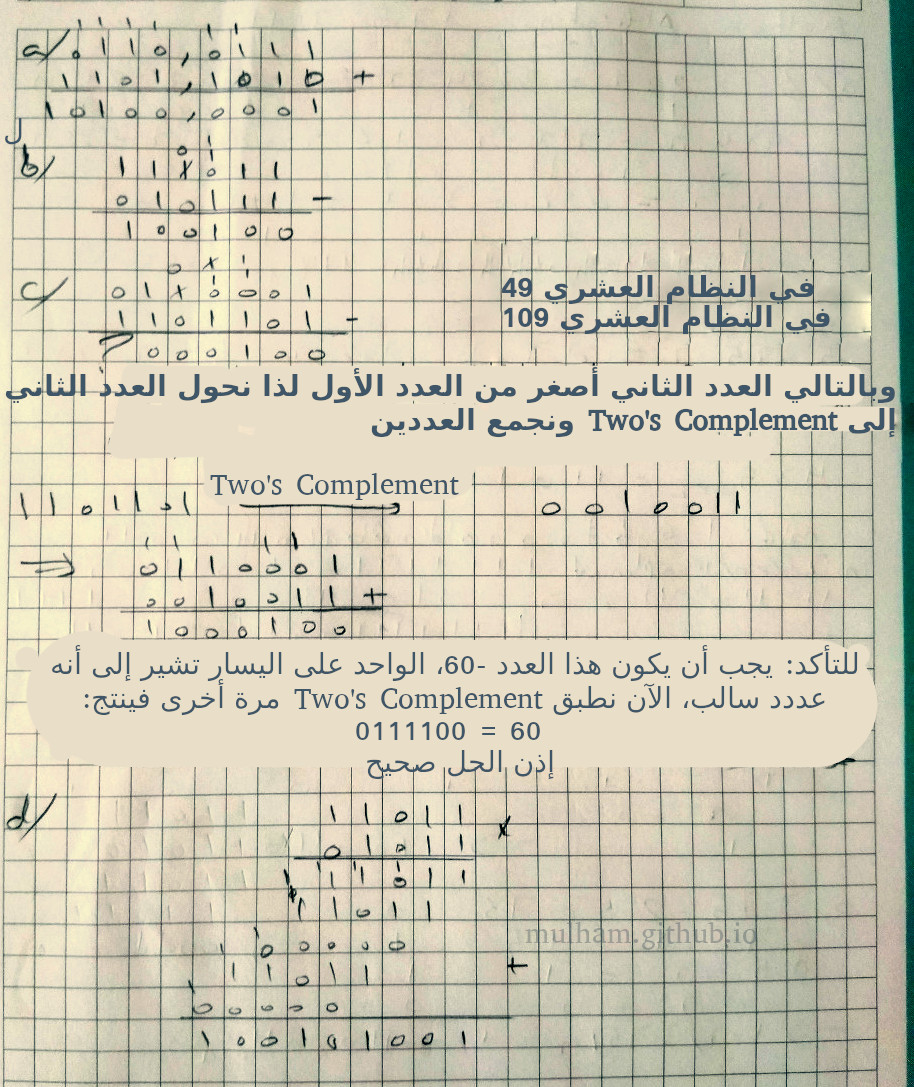 a/ 0 1 1 0 , 0 1 1 1
1 1 0 1 , 1 0 1 0 +
1 0 1 0 0 , 0 0 0 1
0 1
b/ 1 1 1 0 1 1
0 1 0 1 1 1 -
1 0 0 1 0 0
c/ 0 1 1 0 0 0 1
في النظام العشري 49
1 1 0 1 1 0 1 -
في النظام العشري 109
? 0 0 0 1 0 0
وبالتالي العدد الثاني أصغر من العدد الأول لذا نحول العدد الثاني
إلى Two's Complement ونجمع العددين
Two's Complement
1 1 0 1 1 0 1 → 0 0 1 0 0 1 1
1 1 1 1
⇒ 0 1 1 0 0 0 1
0 0 1 0 0 1 1 +
1 0 0 0 1 0 0
للتأكد: يجب أن يكون هذا العدد -60، الواحد على اليسار تشير إلى أنه
عددد سالب، الآن نطبق Two's Complement مرة أخرى فينتج:
0111100 = 60
إذن الحل صحيح
d/ 1 1 0 1 1 x
0 1 0 1 1
1 1 0 1 1
1 1 0 1 1
mulham.github.io
0 0 0 0 0
1 1 0 1 1 +
0 0 0 0 0
1 0 0 1 0 1 0 0 1